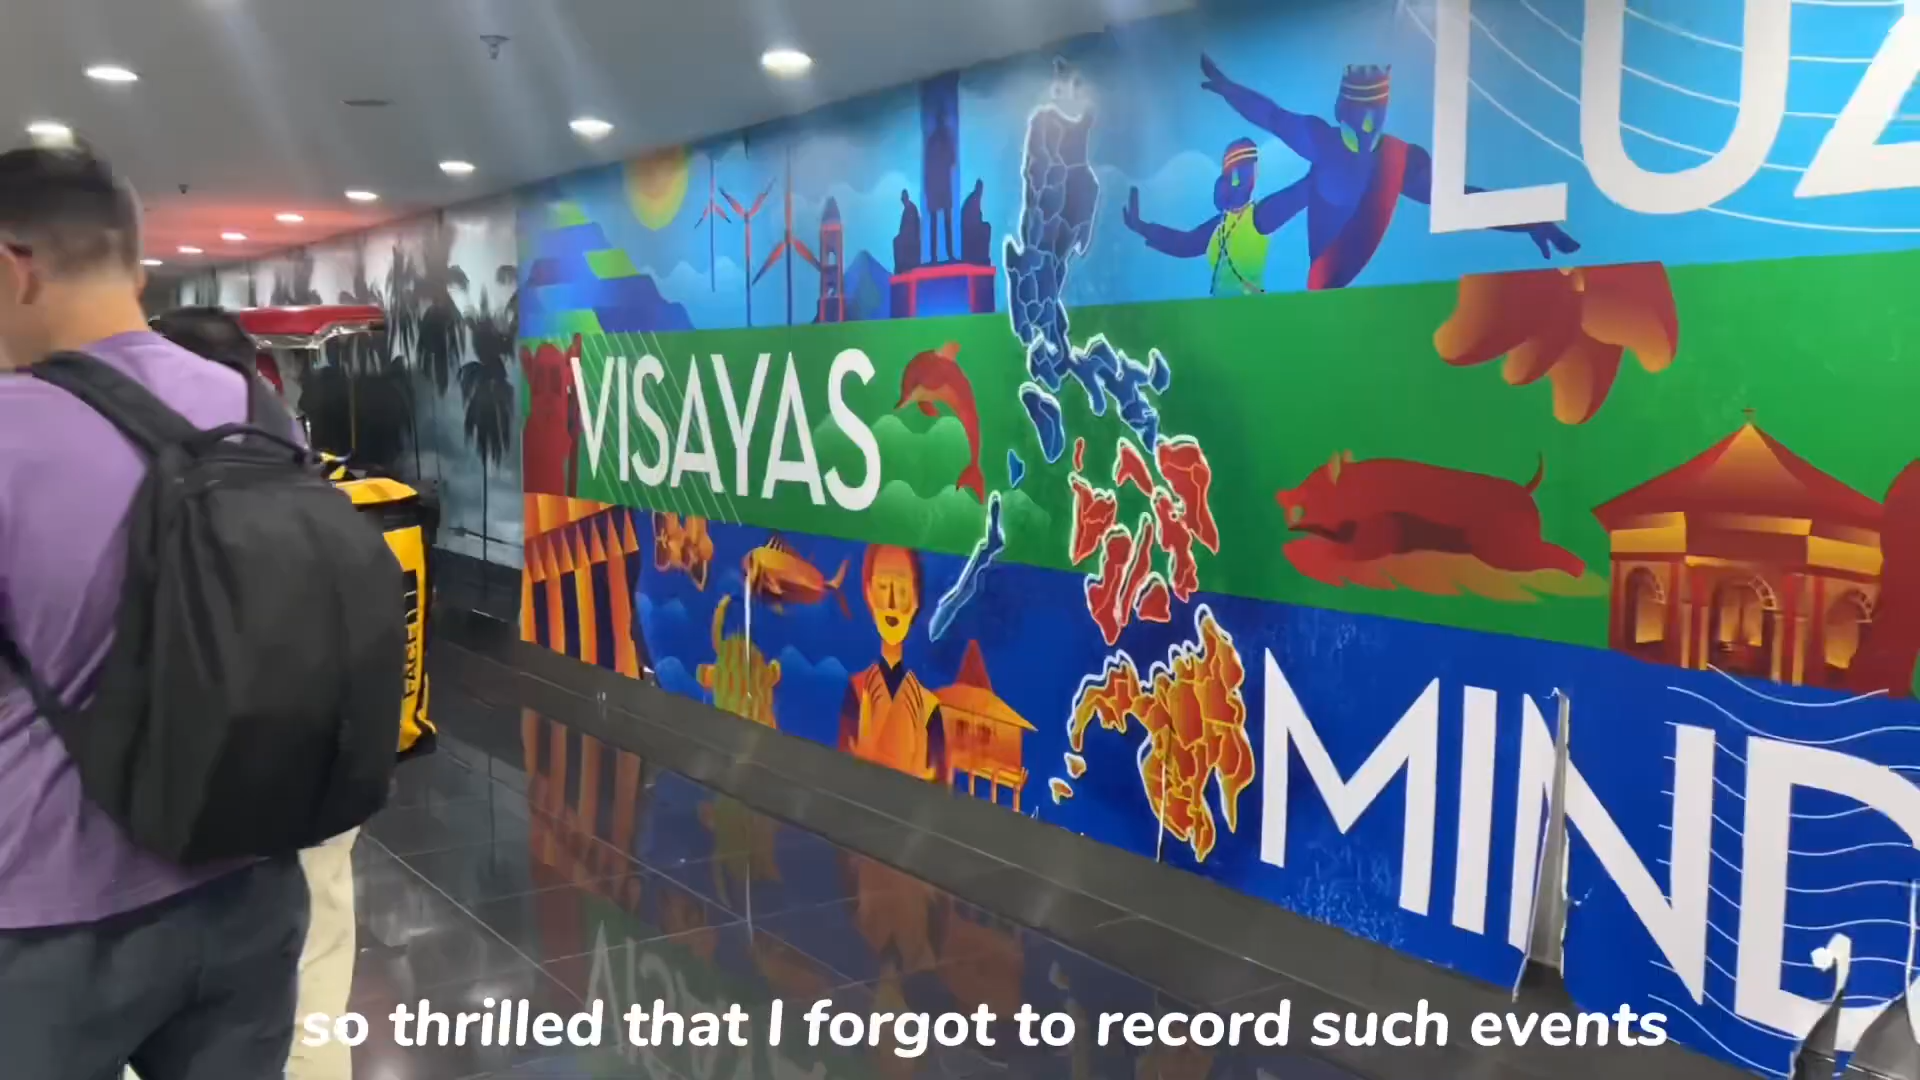 LUZ
VISAYAS
MIND
so thrilled that I forgot to record such events